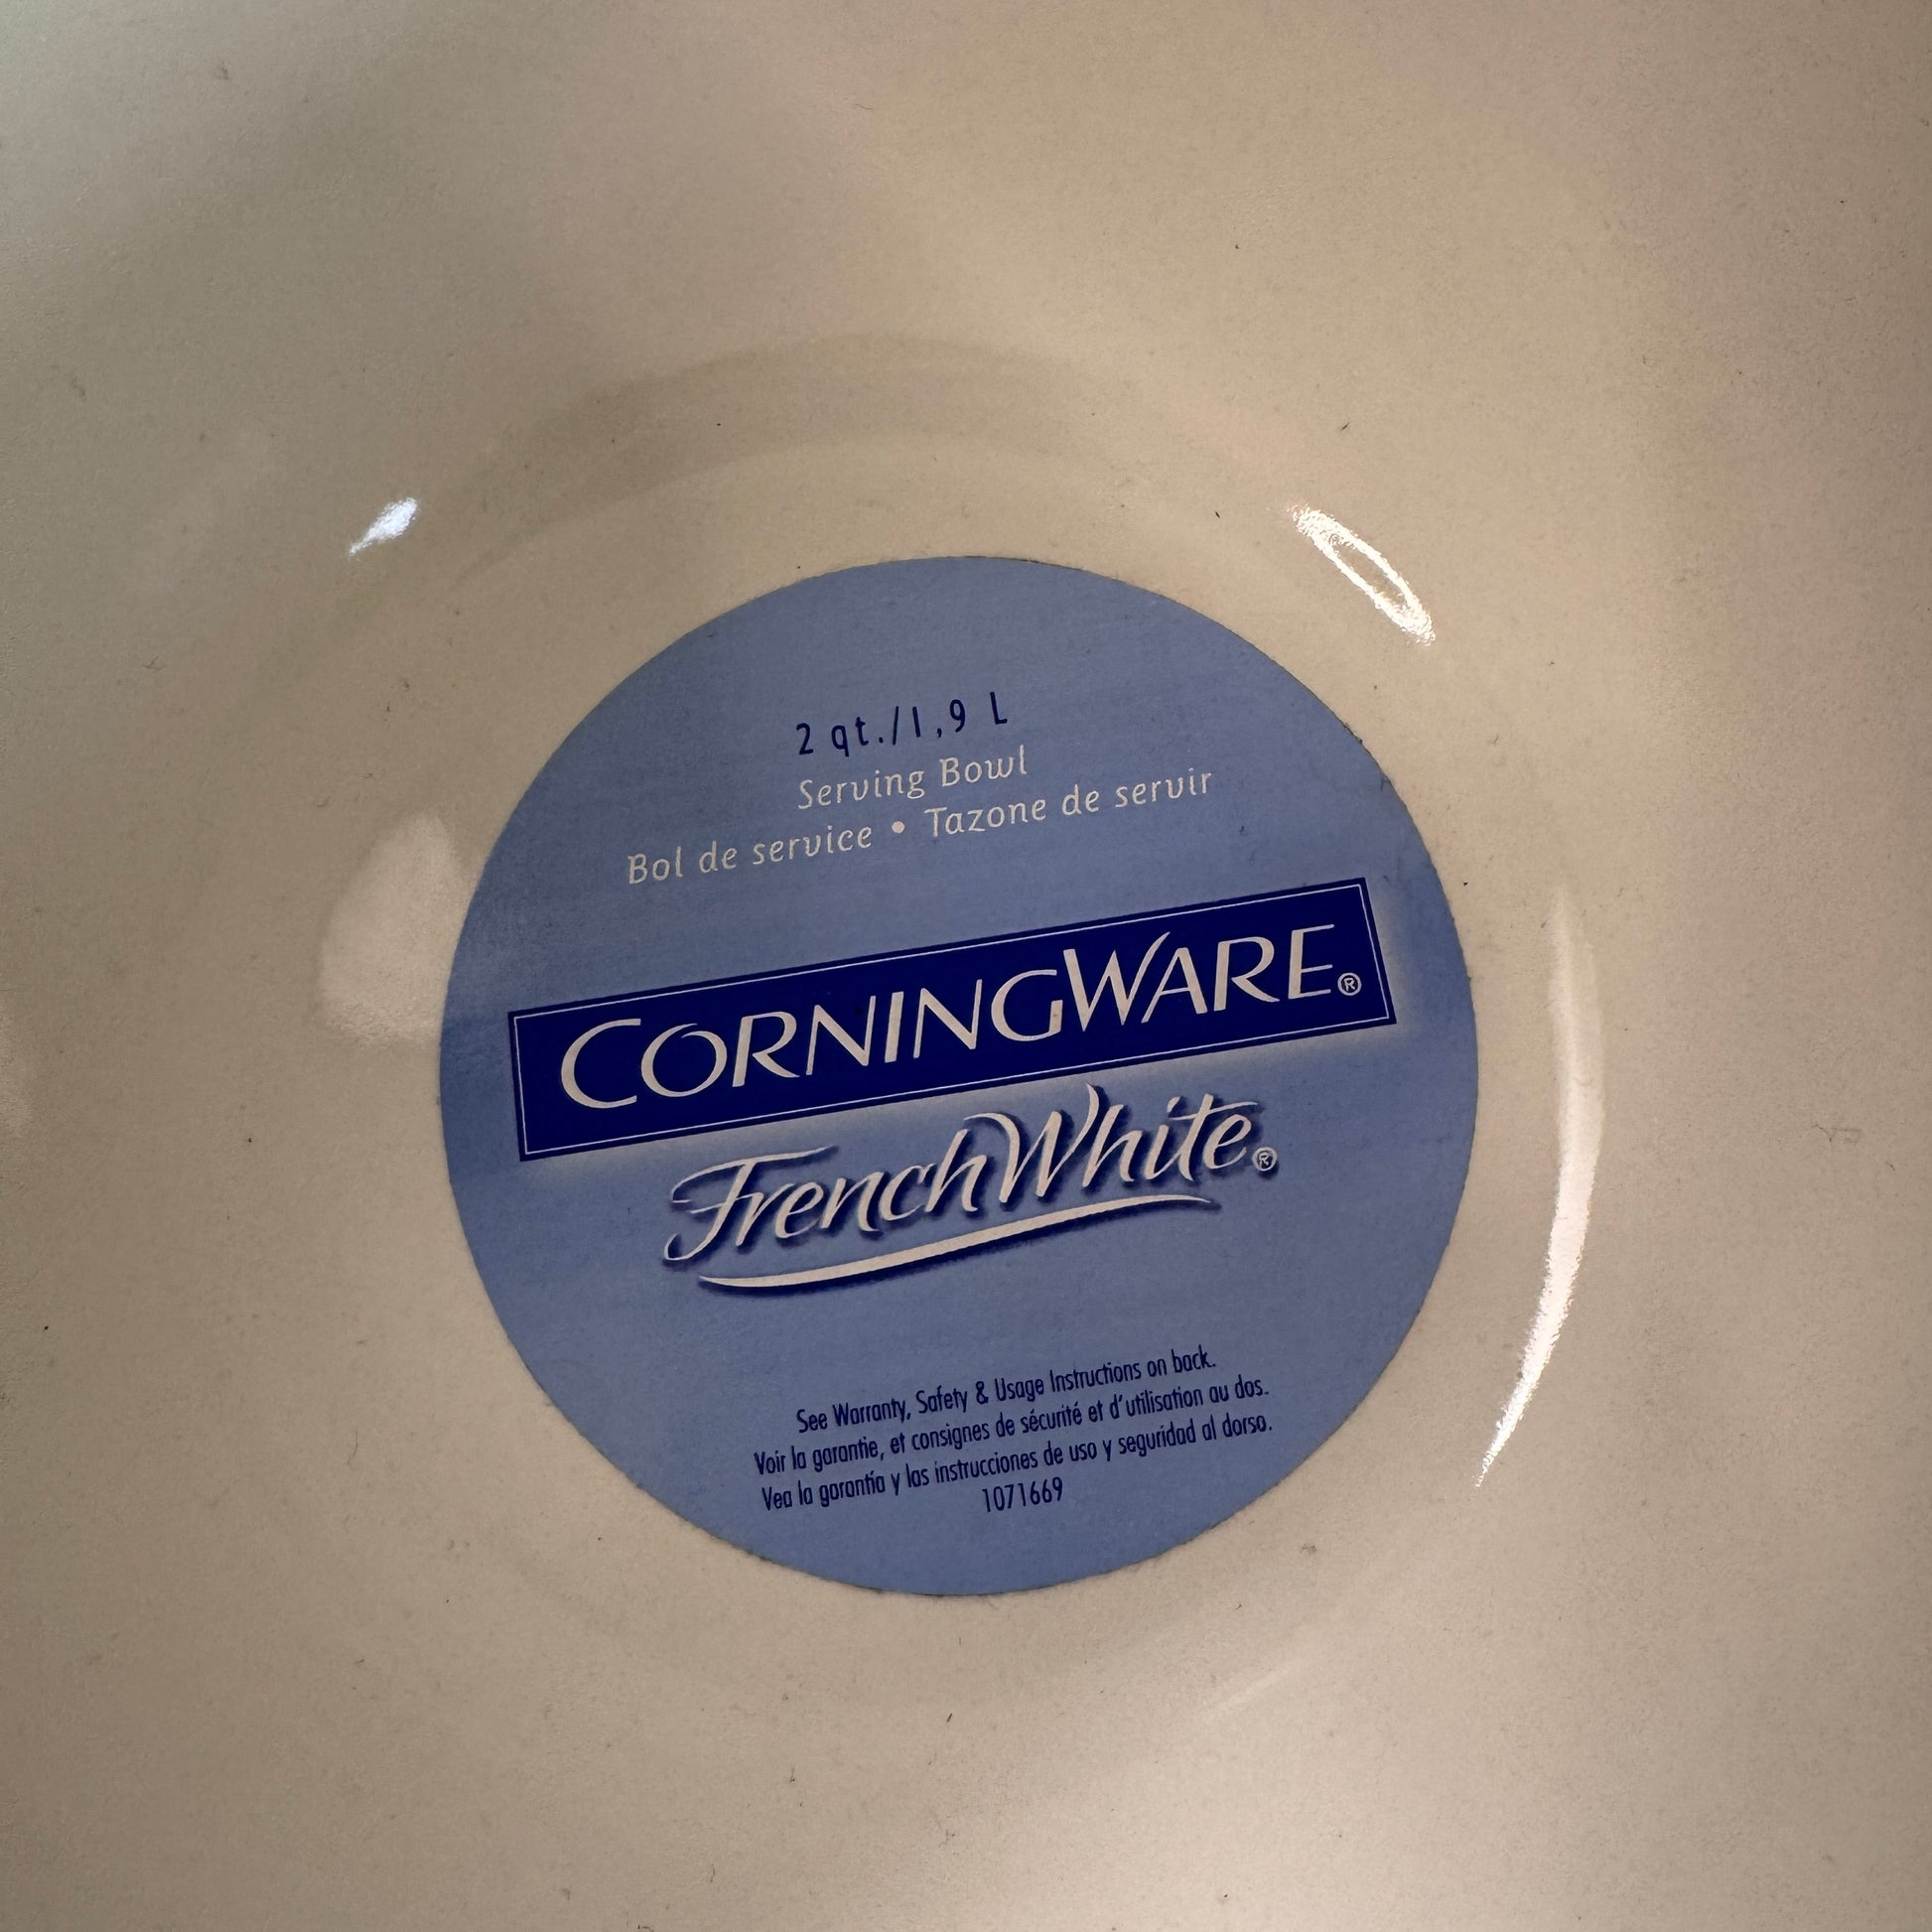 2 qt./1,9 L
Serving Bowl
Bol de service • Tazone de servir
CORNINGWARE®
French White®
See Warranty, Safety & Usage Instructions on back.
Voir la garantie, et consignes de sécurité et d'utilisation au dos.
Vea la garantía y las instrucciones de uso y seguridad al dorso.
1071669